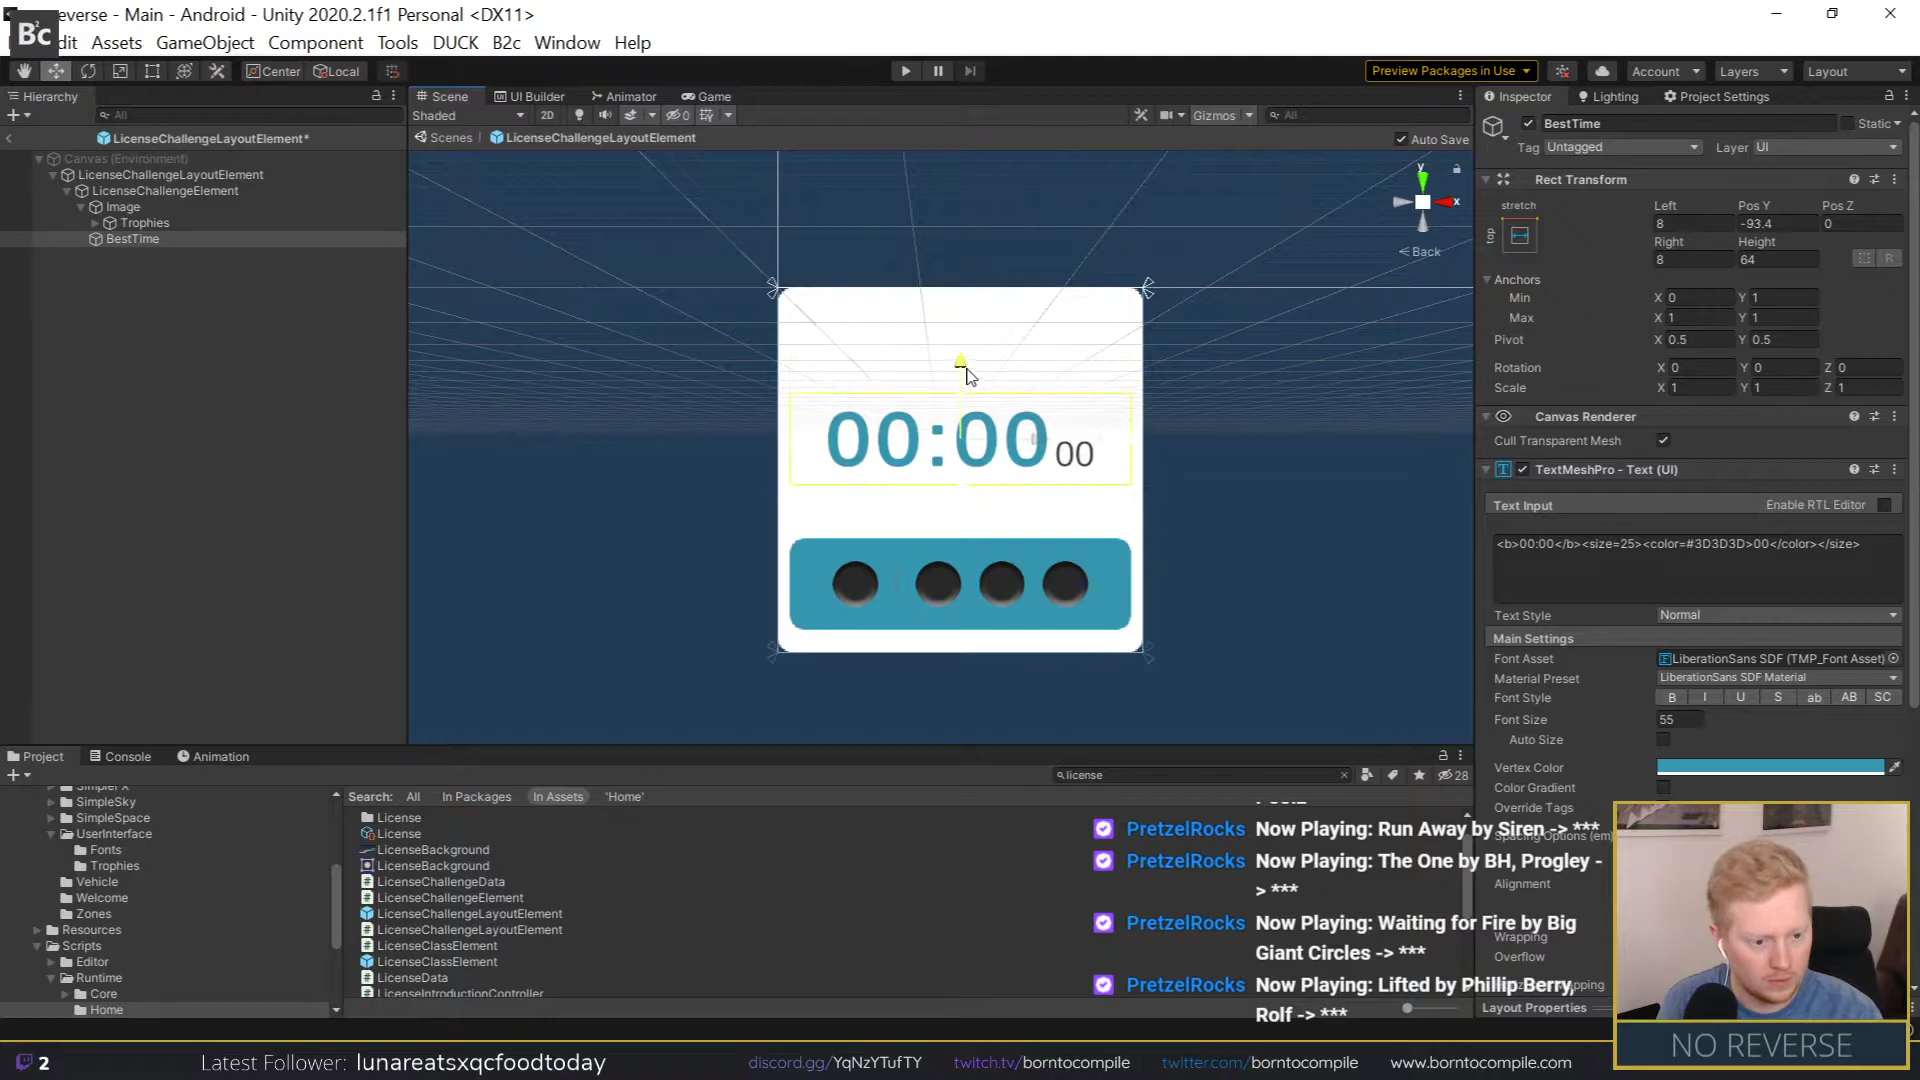 Reverse - Main - Android - Unity 2020.2.1f1 Personal <DX11>
Bc2
Edit Assets GameObject Component Tools DUCK B2c Window Help
Center Local
Preview Packages in Use
Account Layers Layout
Hierarchy
All
LicenseChallengeLayoutElement*
Canvas (Environment)
LicenseChallengeLayoutElement
LicenseChallengeElement
Image
Trophies
BestTime
Scene UI Builder Animator Game
Shaded 2D 0 Gizmos All
Scenes LicenseChallengeLayoutElement Auto Save
y
x
< Back
00:00 00
Inspector Lighting Project Settings
BestTime Static
Tag Untagged Layer UI
Rect Transform
stretch Left Pos Y Pos Z
top 8 -93.4 0
Right Height
8 64 R
Anchors
Min X 0 Y 1
Max X 1 Y 1
Pivot X 0.5 Y 0.5
Rotation X 0 Y 0 Z 0
Scale X 1 Y 1 Z 1
Canvas Renderer
Cull Transparent Mesh
TextMeshPro - Text (UI)
Text Input Enable RTL Editor
<b>00:00</b><size=25><color=#3D3D3D>00</color></size>
Text Style Normal
Main Settings
Font Asset LiberationSans SDF (TMP_Font Asset)
Material Preset LiberationSans SDF Material
Font Style B I U S ab AB SC
Font Size 55
Auto Size
Vertex Color
Color Gradient
Override Tags
Spacing Options (em)
Alignment
Wrapping
Overflow
Layout Properties
Project Console Animation
license 28
Search: All In Packages In Assets 'Home'
SimpleSky
SimpleSpace
UserInterface
Fonts
Trophies
Vehicle
Welcome
Zones
Resources
Scripts
Editor
Runtime
Core
Home
License
License
LicenseBackground
LicenseBackground
LicenseChallengeData
LicenseChallengeElement
LicenseChallengeLayoutElement
LicenseChallengeLayoutElement
LicenseClassElement
LicenseClassElement
LicenseData
LicenseIntroductionController
PretzelRocks Now Playing: Run Away by Siren -> ***
PretzelRocks Now Playing: The One by BH, Progley -
> ***
PretzelRocks Now Playing: Waiting for Fire by Big
Giant Circles -> ***
PretzelRocks Now Playing: Lifted by Phillip Berry,
Rolf -> ***
NO REVERSE
2 Latest Follower: lunareatsxqcfoodtoday discord.gg/YqNzYTufTY twitch.tv/borntocompile twitter.com/borntocompile www.borntocompile.com